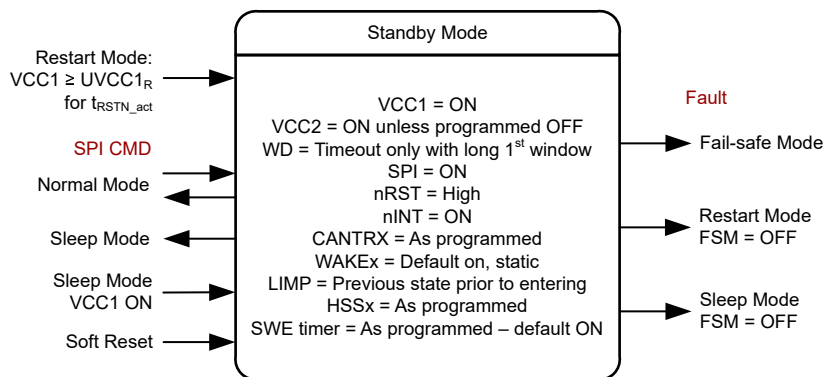 Standby Mode
Restart Mode:
VCC1 ≥ UVCC1R
for tRSTN_act
SPI CMD
Normal Mode
Sleep Mode
Sleep Mode
VCC1 ON
Soft Reset
VCC1 = ON
VCC2 = ON unless programmed OFF
WD = Timeout only with long 1st window
SPI = ON
nRST = High
nINT = ON
CANTRX = As programmed
WAKEx = Default on, static
LIMP = Previous state prior to entering
HSSx = As programmed
SWE timer = As programmed – default ON
Fault
Fail-safe Mode
Restart Mode
FSM = OFF
Sleep Mode
FSM = OFF